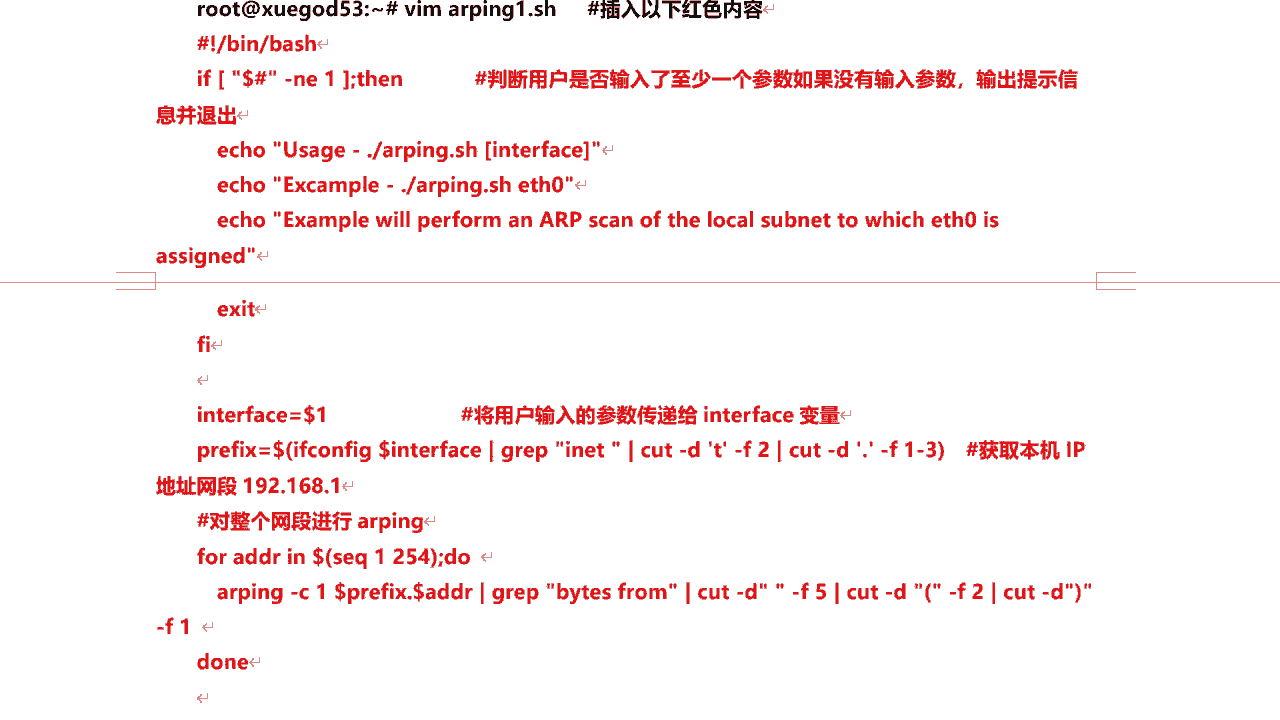 root@xuegod53:~# vim arping1.sh #插入以下红色内容↵
#!/bin/bash↵
if [ "$#" -ne 1 ];then #判断用户是否输入了至少一个参数如果没有输入参数，输出提示信
息并退出↵
echo "Usage - ./arping.sh [interface]"↵
echo "Excample - ./arping.sh eth0"↵
echo "Example will perform an ARP scan of the local subnet to which eth0 is
assigned"↵
exit↵
fi↵
↵
interface=$1 #将用户输入的参数传递给 interface 变量↵
prefix=$(ifconfig $interface | grep "inet " | cut -d 't' -f 2 | cut -d '.' -f 1-3) #获取本机 IP
地址网段 192.168.1↵
#对整个网段进行 arping↵
for addr in $(seq 1 254);do ↵
arping -c 1 $prefix.$addr | grep "bytes from" | cut -d" " -f 5 | cut -d "(" -f 2 | cut -d")"
-f 1 ↵
done↵
↵